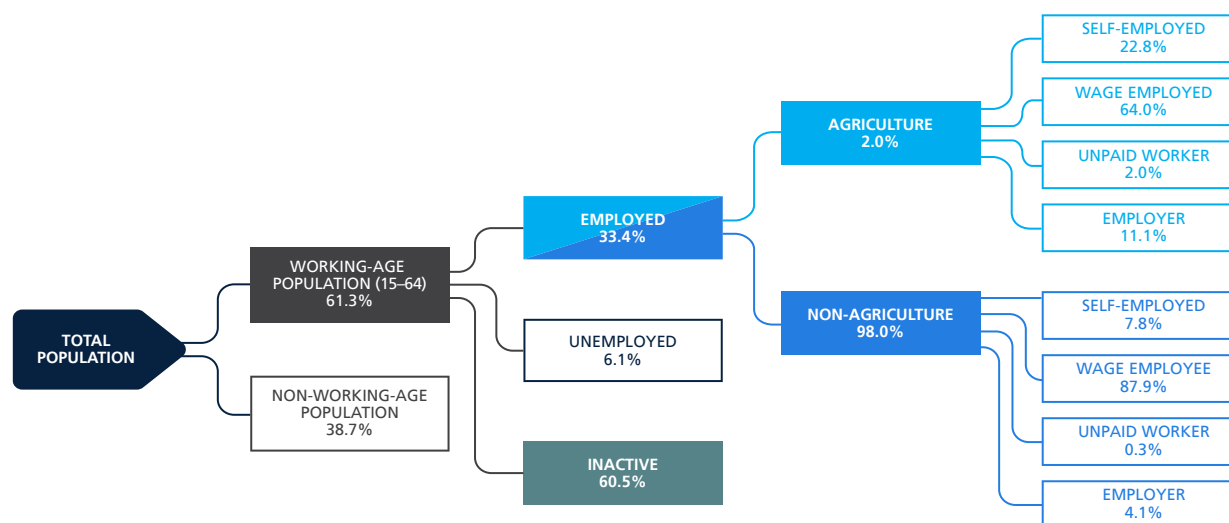 TOTAL
POPULATION
WORKING-AGE
POPULATION (15–64)
61.3%
NON-WORKING-AGE
POPULATION
38.7%
EMPLOYED
33.4%
UNEMPLOYED
6.1%
INACTIVE
60.5%
AGRICULTURE
2.0%
NON-AGRICULTURE
98.0%
SELF-EMPLOYED
22.8%
WAGE EMPLOYED
64.0%
UNPAID WORKER
2.0%
EMPLOYER
11.1%
SELF-EMPLOYED
7.8%
WAGE EMPLOYEE
87.9%
UNPAID WORKER
0.3%
EMPLOYER
4.1%